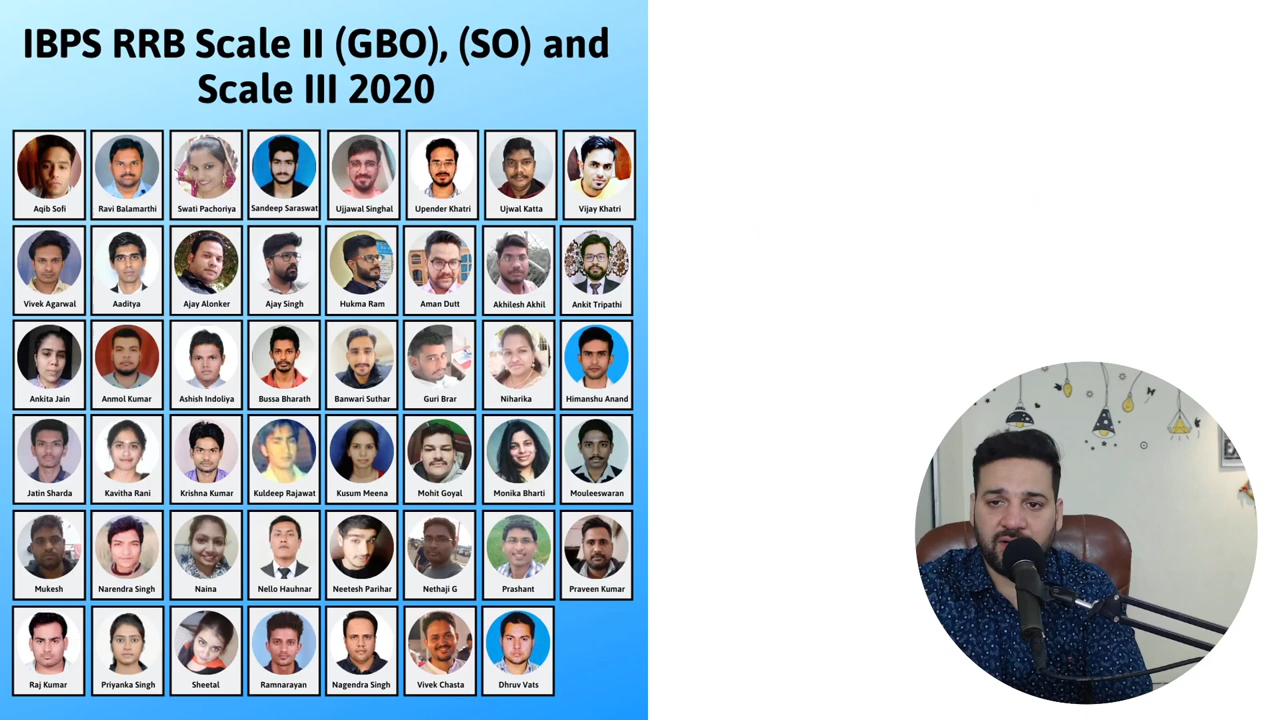 IBPS RRB Scale II (GBO), (SO) and
Scale III 2020
Aqib Sofi
Ravi Balamarthi
Swati Pachoriya
Sandeep Saraswat
Ujjawal Singhal
Upender Khatri
Ujwal Katta
Vijay Khatri
Vivek Agarwal
Aaditya
Ajay Alonker
Ajay Singh
Hukma Ram
Aman Dutt
Akhilesh Akhil
Ankit Tripathi
Ankita Jain
Anmol Kumar
Ashish Indoliya
Bussa Bharath
Banwari Suthar
Guri Brar
Niharika
Himanshu Anand
Jatin Sharda
Kavitha Rani
Krishna Kumar
Kuldeep Rajawat
Kusum Meena
Mohit Goyal
Monika Bharti
Mouleeswaran
Mukesh
Narendra Singh
Naina
Nello Hauhnar
Neetesh Parihar
Nethaji G
Prashant
Praveen Kumar
Raj Kumar
Priyanka Singh
Sheetal
Ramnarayan
Nagendra Singh
Vivek Chasta
Dhruv Vats